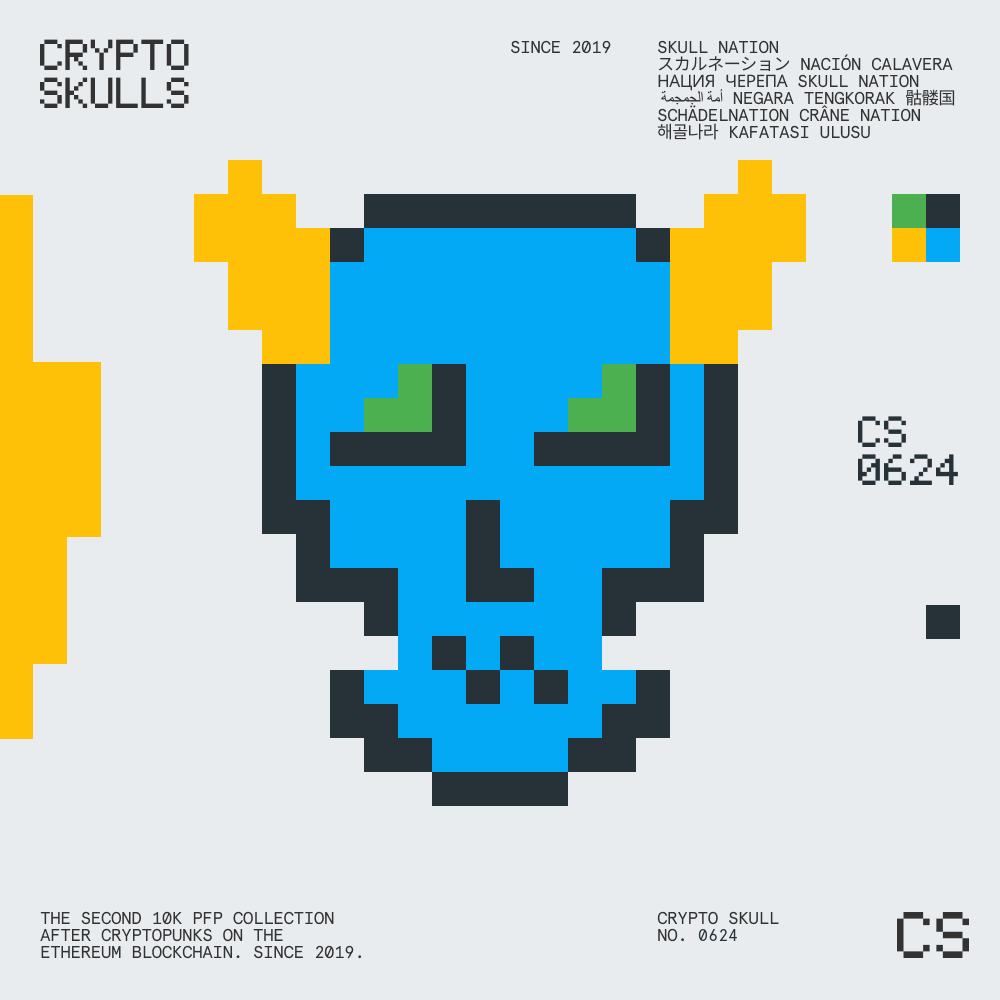 CRYPTO
SKULLS
SINCE 2019
SKULL NATION
スカルネーション NACIÓN CALAVERA
НАЦИЯ ЧЕРЕПА SKULL NATION
أمة الجمجمة NEGARA TENGKORAK 骷髅国
SCHÄDELNATION CRÂNE NATION
해골나라 KAFATASI ULUSU
CS
0624
THE SECOND 10K PFP COLLECTION
AFTER CRYPTOPUNKS ON THE
ETHEREUM BLOCKCHAIN. SINCE 2019.
CRYPTO SKULL
NO. 0624
CS